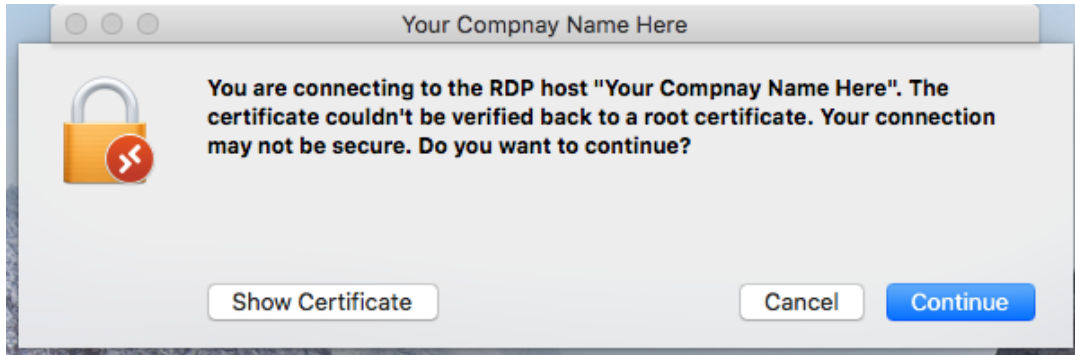 Your Compnay Name Here
You are connecting to the RDP host "Your Compnay Name Here". The
certificate couldn't be verified back to a root certificate. Your connection
may not be secure. Do you want to continue?
Show Certificate
Cancel
Continue